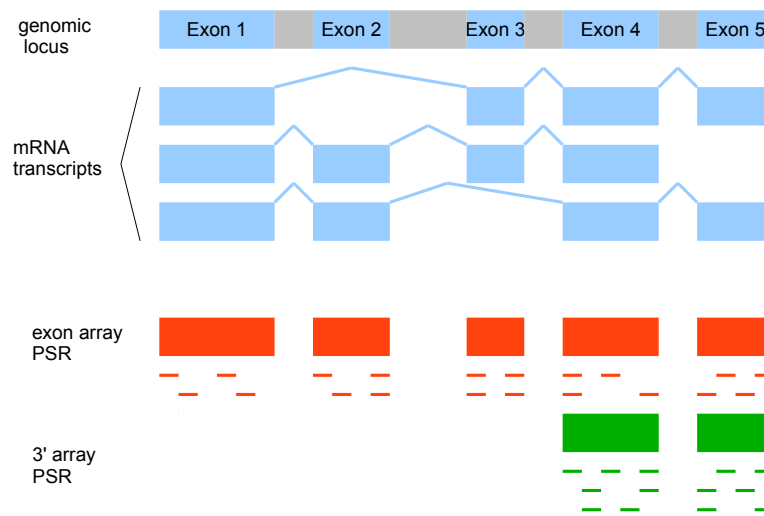 genomic
locus
Exon 1 Exon 2 Exon 3 Exon 4 Exon 5
mRNA
transcripts
exon array
PSR
3' array
PSR